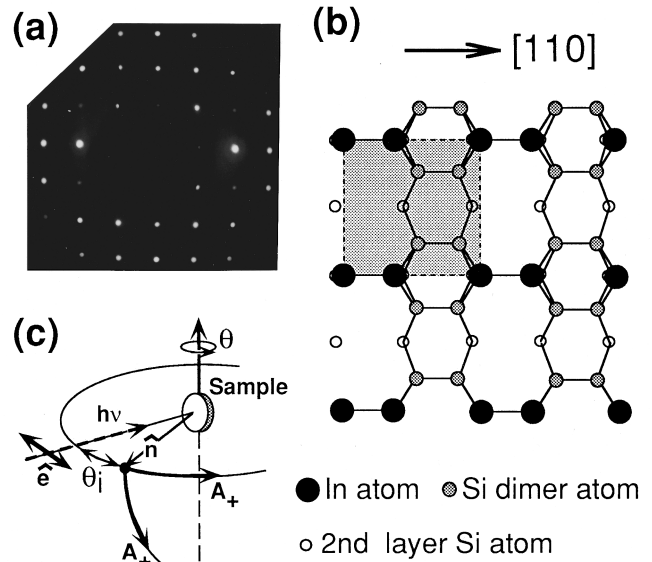 (a)
(b)
[110]
(c)
θ
Sample
hν
n̂
ê
θi
A+
A+
In atom
Si dimer atom
2nd layer Si atom